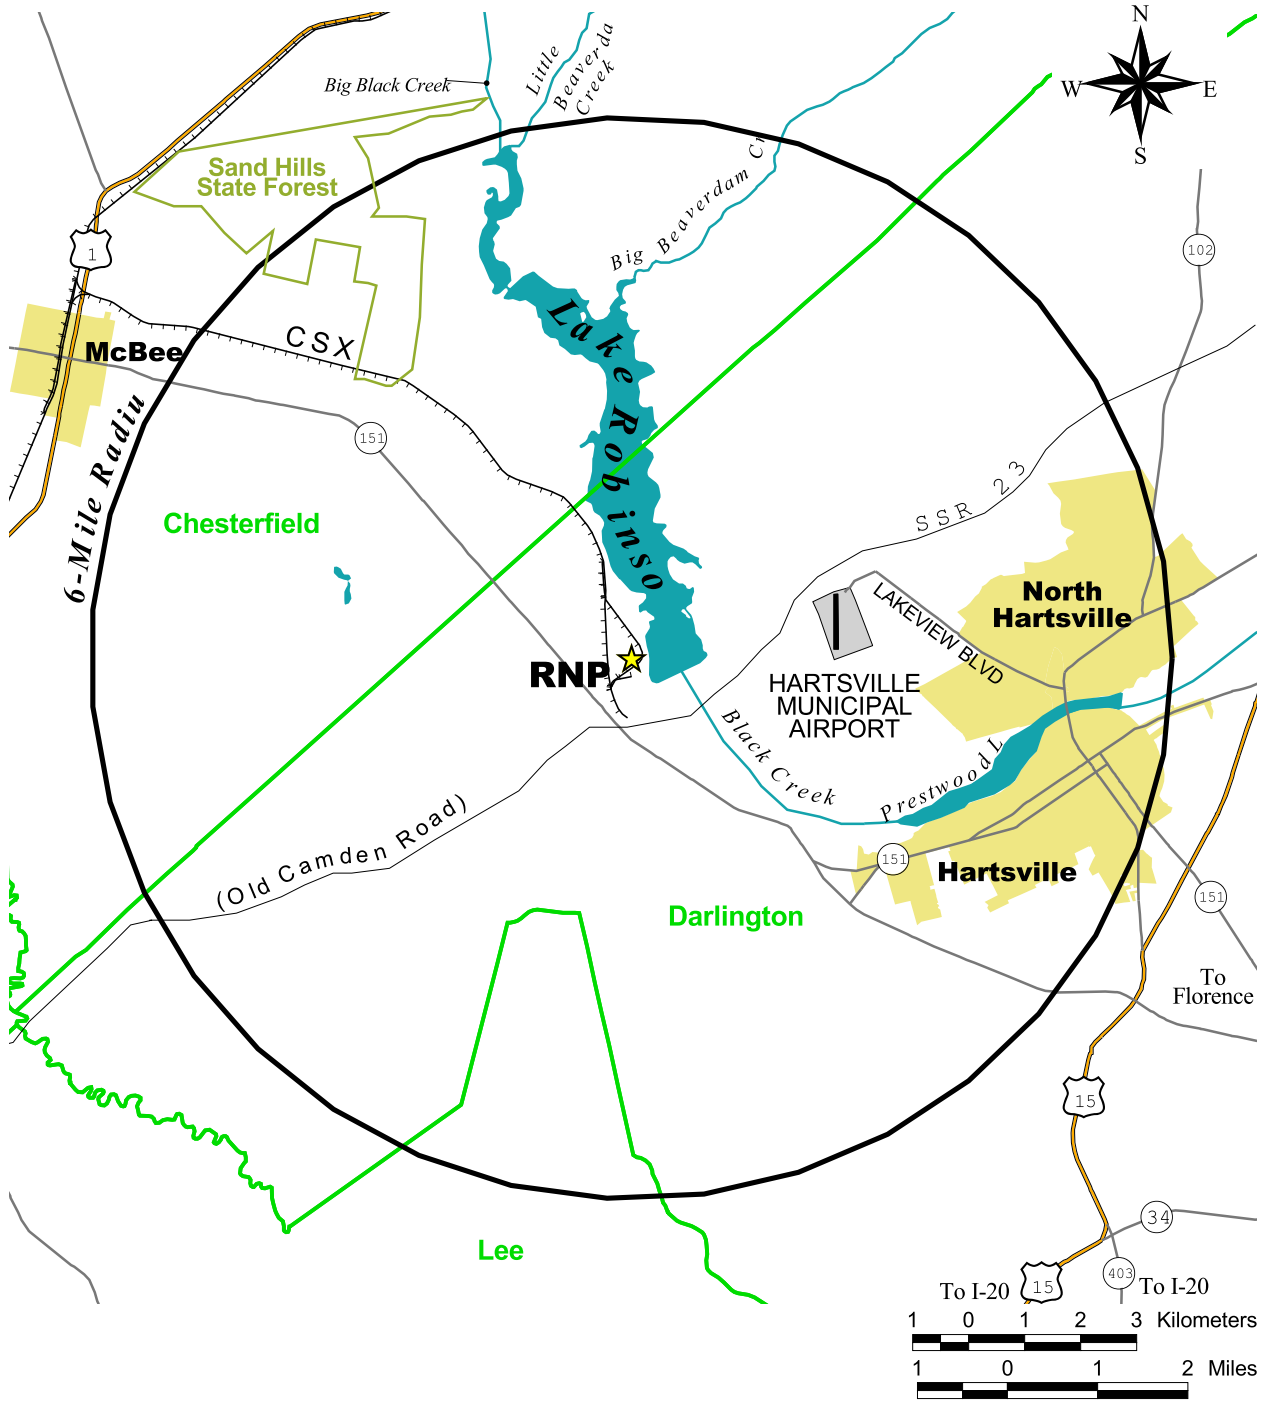 N
W
E
S
Big Black Creek
Little
Beaverda
Creek
Sand Hills
State Forest
Big Beaverdam Cr
1
102
McBee
CSX
Lake Robinso
6-Mile Radiu
151
Chesterfield
SSR 23
North
Hartsville
LAKEVIEW BLVD
RNP
HARTSVILLE
MUNICIPAL
AIRPORT
Black Creek
Prestwood L
(Old Camden Road)
151
Hartsville
151
Darlington
To
Florence
15
Lee
34
403
15
To I-20
To I-20
1 0 1 2 3 Kilometers
1 0 1 2 Miles